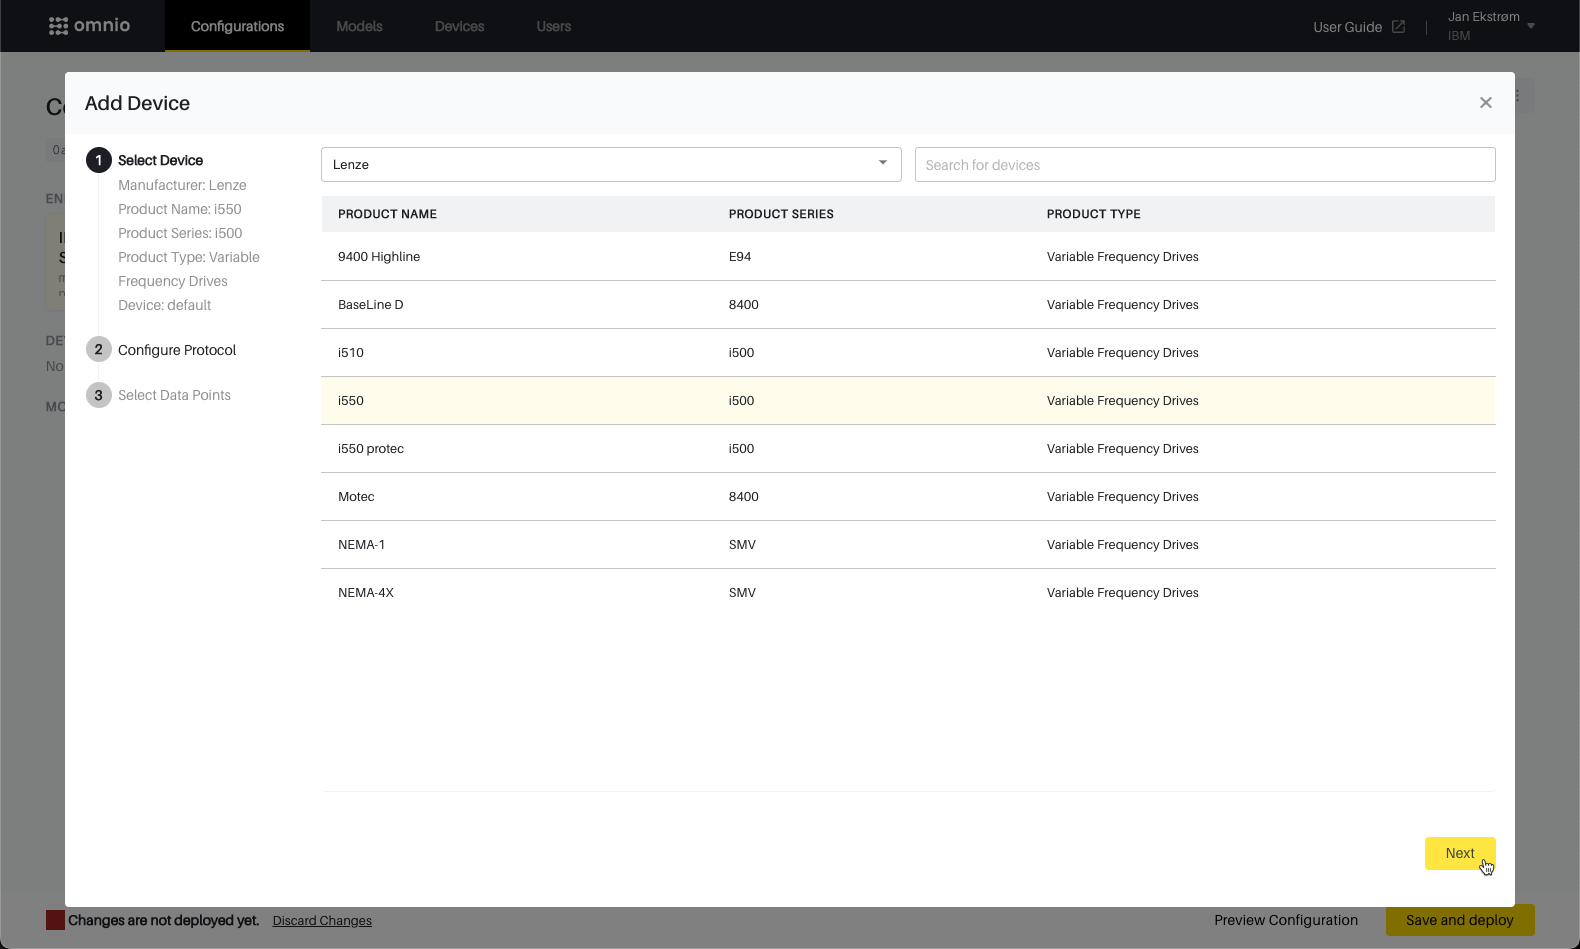 omnio
Configurations
Models
Devices
Users
User Guide
Jan Ekstrøm
IBM
Add Device
1
Select Device
Manufacturer: Lenze
Product Name: i550
Product Series: i500
Product Type: Variable
Frequency Drives
Device: default
2
Configure Protocol
3
Select Data Points
Lenze
Search for devices
PRODUCT NAME PRODUCT SERIES PRODUCT TYPE
9400 Highline E94 Variable Frequency Drives
BaseLine D 8400 Variable Frequency Drives
i510 i500 Variable Frequency Drives
i550 i500 Variable Frequency Drives
i550 protec i500 Variable Frequency Drives
Motec 8400 Variable Frequency Drives
NEMA-1 SMV Variable Frequency Drives
NEMA-4X SMV Variable Frequency Drives
Next
No
Changes are not deployed yet.
Discard Changes
Preview Configuration
Save and deploy